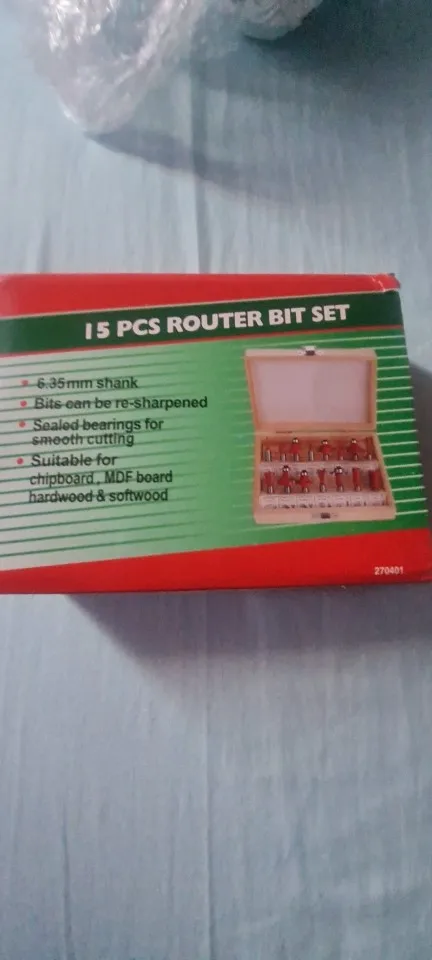 15 PCS ROUTER BIT SET
• 6.35mm shank
• Bits can be re-sharpened
• Sealed bearings for
smooth cutting
• Suitable for
chipboard , MDF board
hardwood & softwood
270401